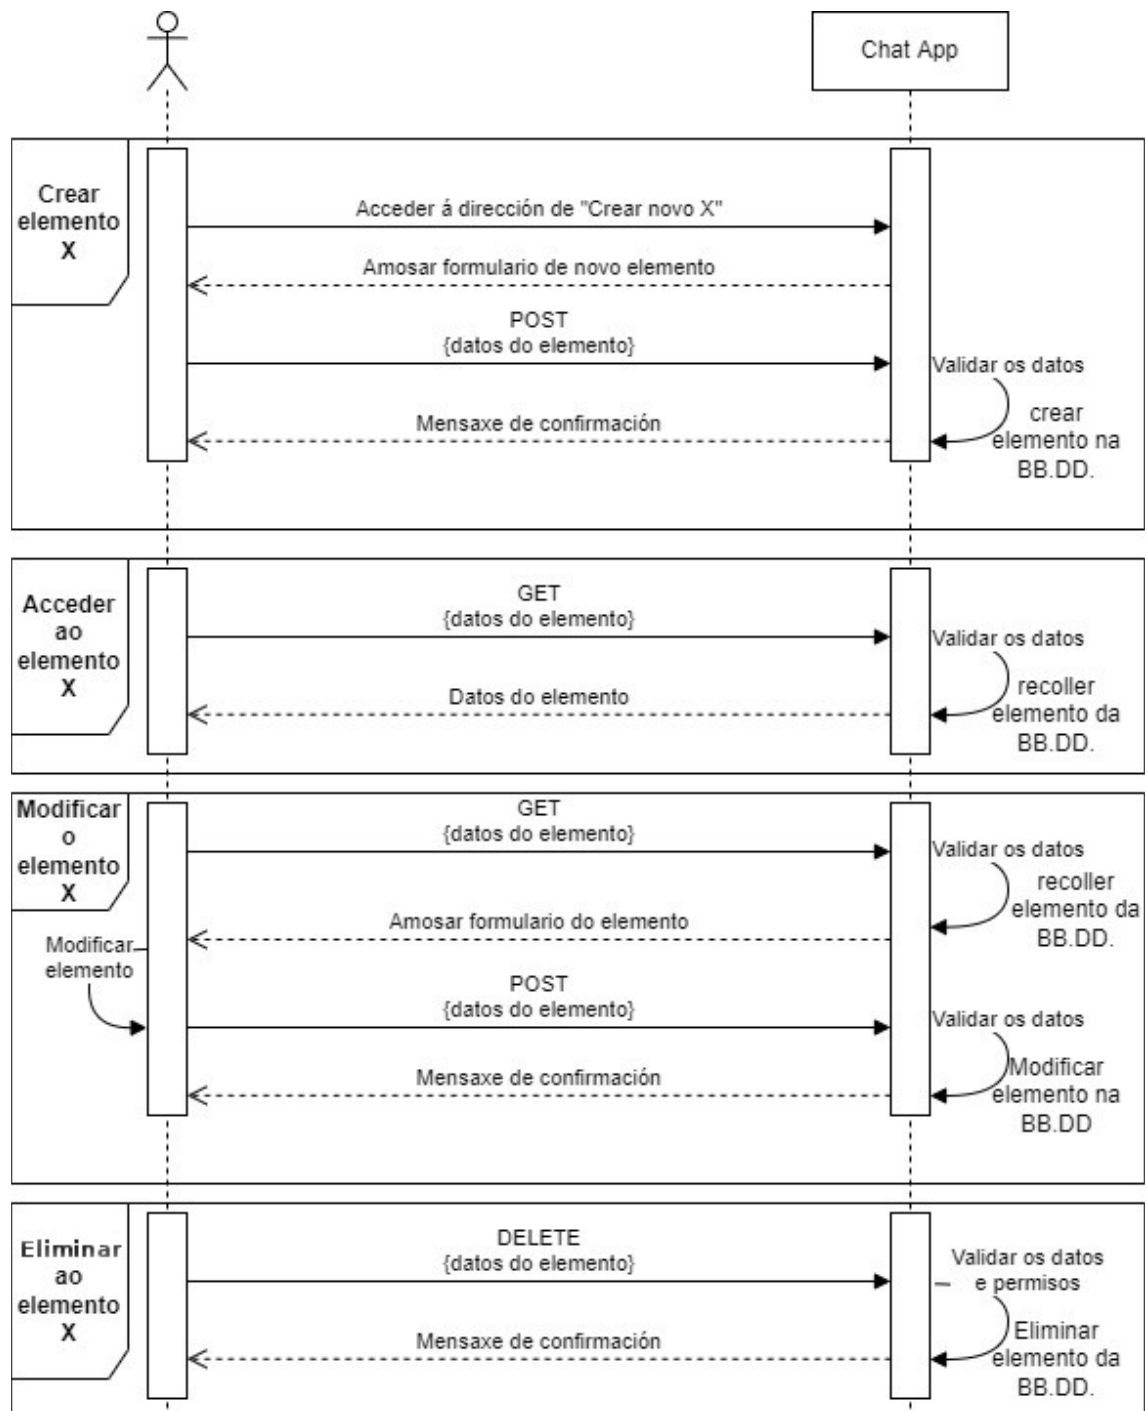 Chat App
Crear
elemento
X
Acceder á dirección de "Crear novo X"
Amosar formulario de novo elemento
POST
{datos do elemento}
Validar os datos
Mensaxe de confirmación
crear
elemento na
BB.DD.
Acceder
ao
elemento
X
GET
{datos do elemento}
Validar os datos
Datos do elemento
recoller
elemento da
BB.DD.
Modificar
o
elemento
X
GET
{datos do elemento}
Validar os datos
recoller
elemento da
BB.DD.
Amosar formulario do elemento
Modificar
elemento
POST
{datos do elemento}
Validar os datos
Mensaxe de confirmación
Modificar
elemento na
BB.DD
Eliminar
ao
elemento
X
DELETE
{datos do elemento}
Validar os datos
e permisos
Mensaxe de confirmación
Eliminar
elemento da
BB.DD.